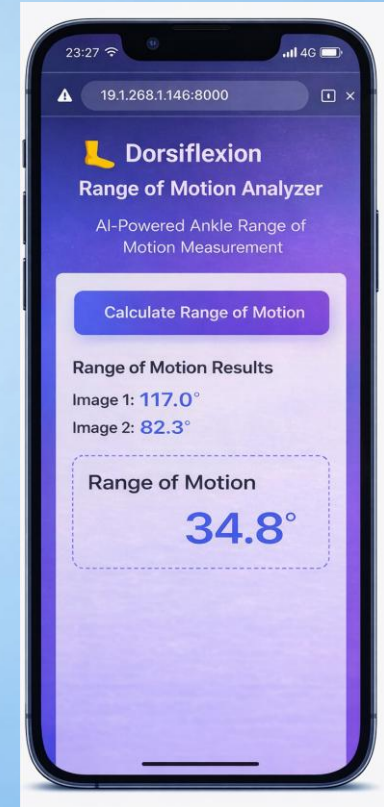 23:27 4G
19.1.268.1.146:8000
Dorsiflexion
Range of Motion Analyzer
AI-Powered Ankle Range of
Motion Measurement
Calculate Range of Motion
Range of Motion Results
Image 1: 117.0°
Image 2: 82.3°
Range of Motion
34.8°